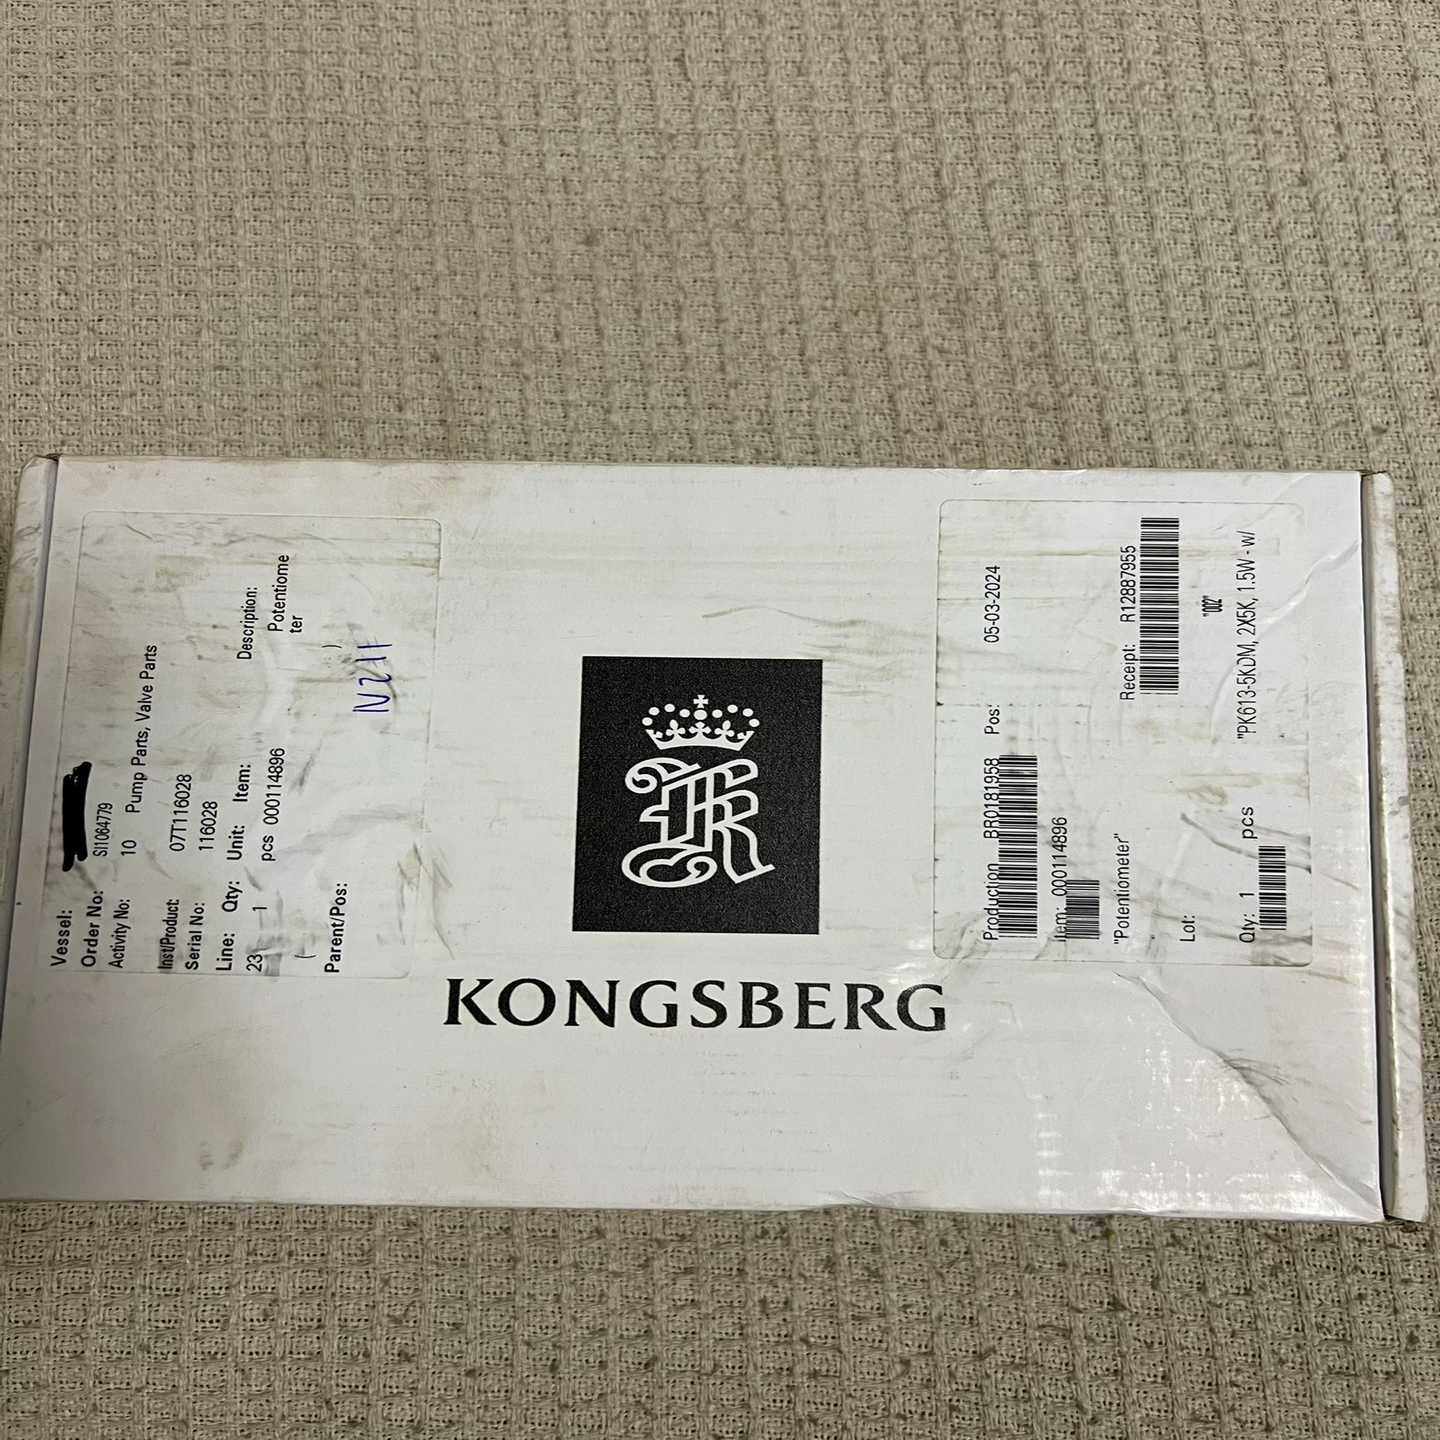 Vessel:
Order No: SI1064779
Activity No: 10 Pump Parts, Valve Parts
Inst/Product: 07T116028
Serial No: 116028
Line: Qty: Unit: Item: Description:
23 1 pcs 000114896 Potentiome
ter
Parent/Pos:
KONGSBERG
Production BR0181958 Pos: 05-03-2024
Item: 000114896
"Potentiometer"
Receipt: R12887955
Lot:
"002"
Qty: 1 pcs "PK613-5KDM, 2X5K, 1.5W - w/